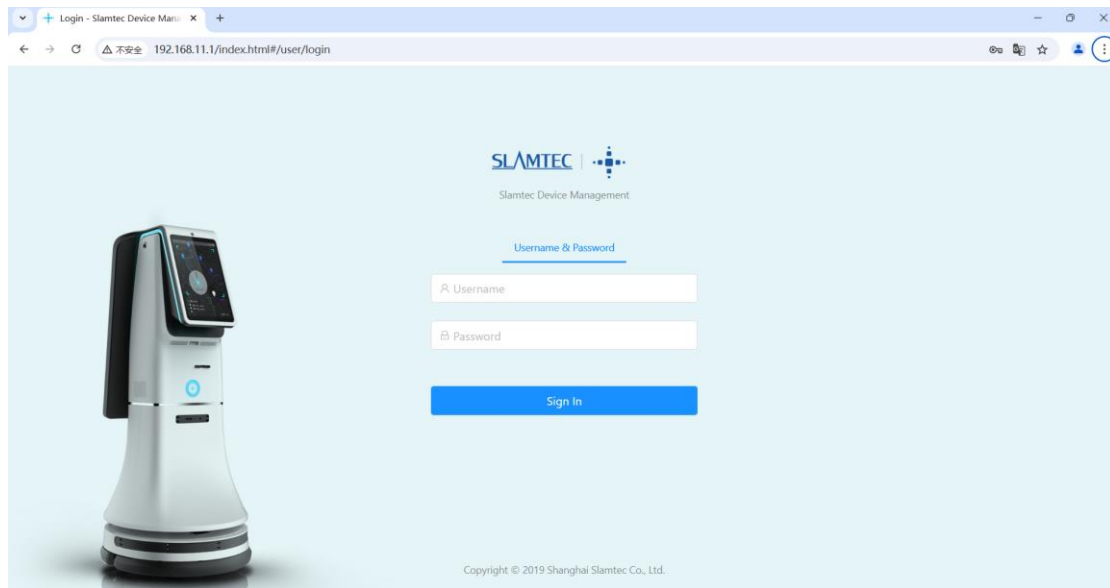 Login - Slamtec Device Mana
不安全 192.168.11.1/index.html#/user/login
SLAMTEC
Slamtec Device Management
Username & Password
Username
Password
Sign In
Copyright © 2019 Shanghai Slamtec Co., Ltd.